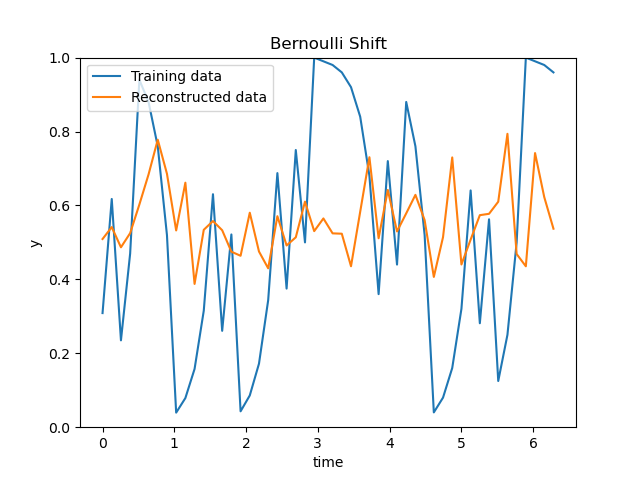 Bernoulli Shift
Training data
Reconstructed data
y
1.0
0.8
0.6
0.4
0.2
0.0
0 1 2 3 4 5 6
time